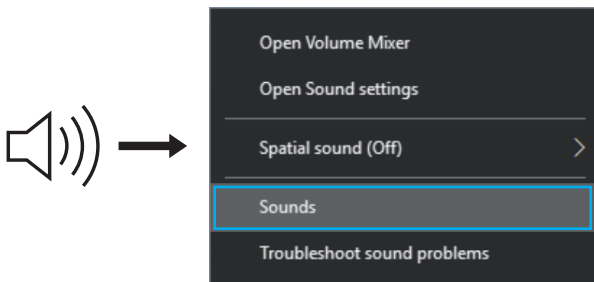 Open Volume Mixer
Open Sound settings
Spatial sound (Off)
Sounds
Troubleshoot sound problems